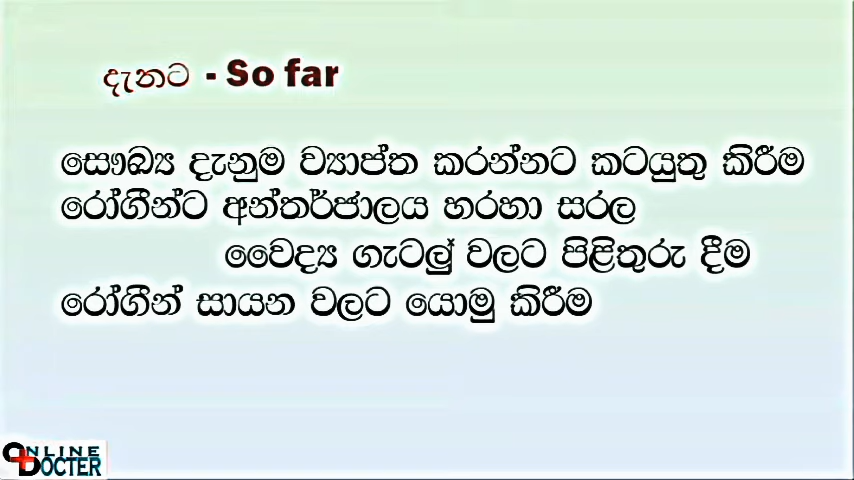 දැනට - So far
සෞඛ්‍ය දැනුම ව්‍යාප්ත කරන්නට කටයුතු කිරීම
රෝගීන්ට අන්තර්ජාලය හරහා සරල
වෛද්‍ය ගැටලු වලට පිළිතුරු දීම
රෝගීන් සායන වලට යොමු කිරීම
ONLINE
DOCTER